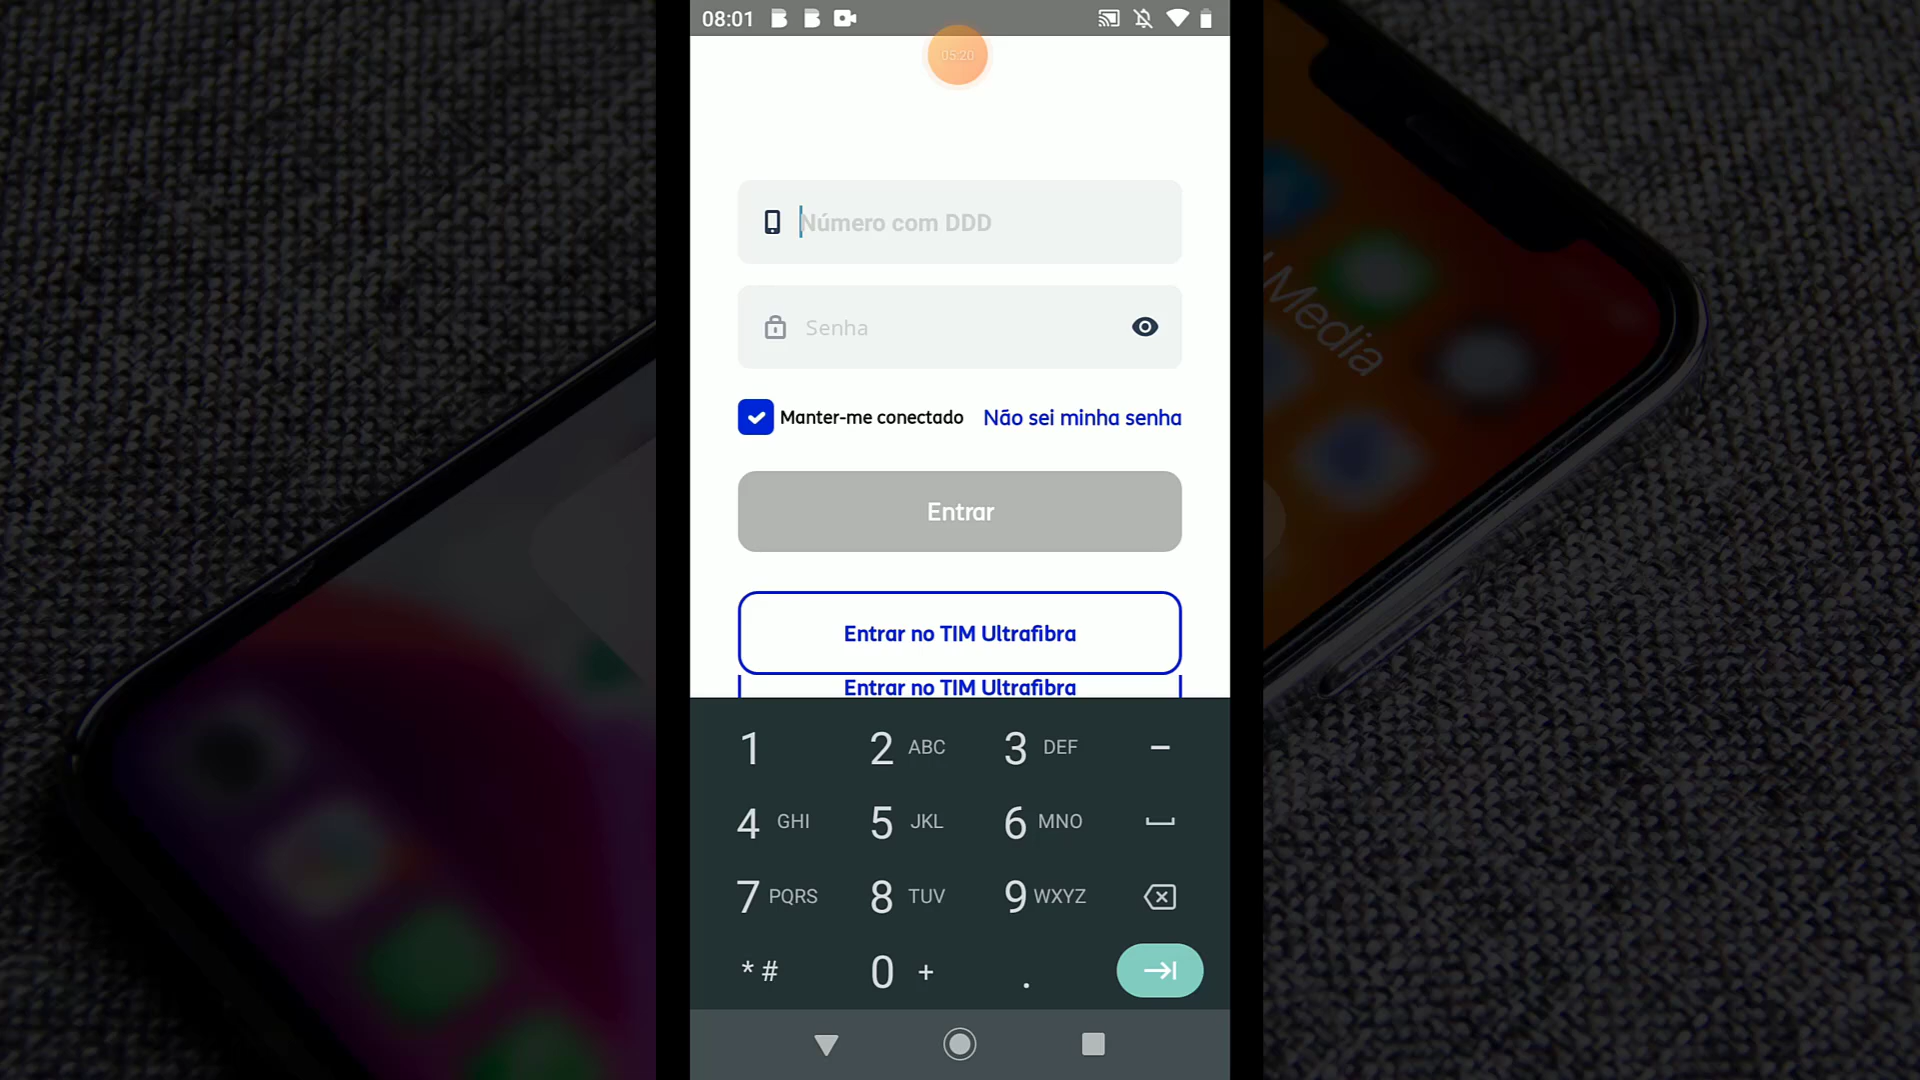 08:01
05:20
Número com DDD
Senha
Manter-me conectado Não sei minha senha
Entrar
Entrar no TIM Ultrafibra
Entrar no TIM Ultrafibra
1 2 ABC 3 DEF -
4 GHI 5 JKL 6 MNO
7 PQRS 8 TUV 9 WXYZ
* # 0 + .
Media